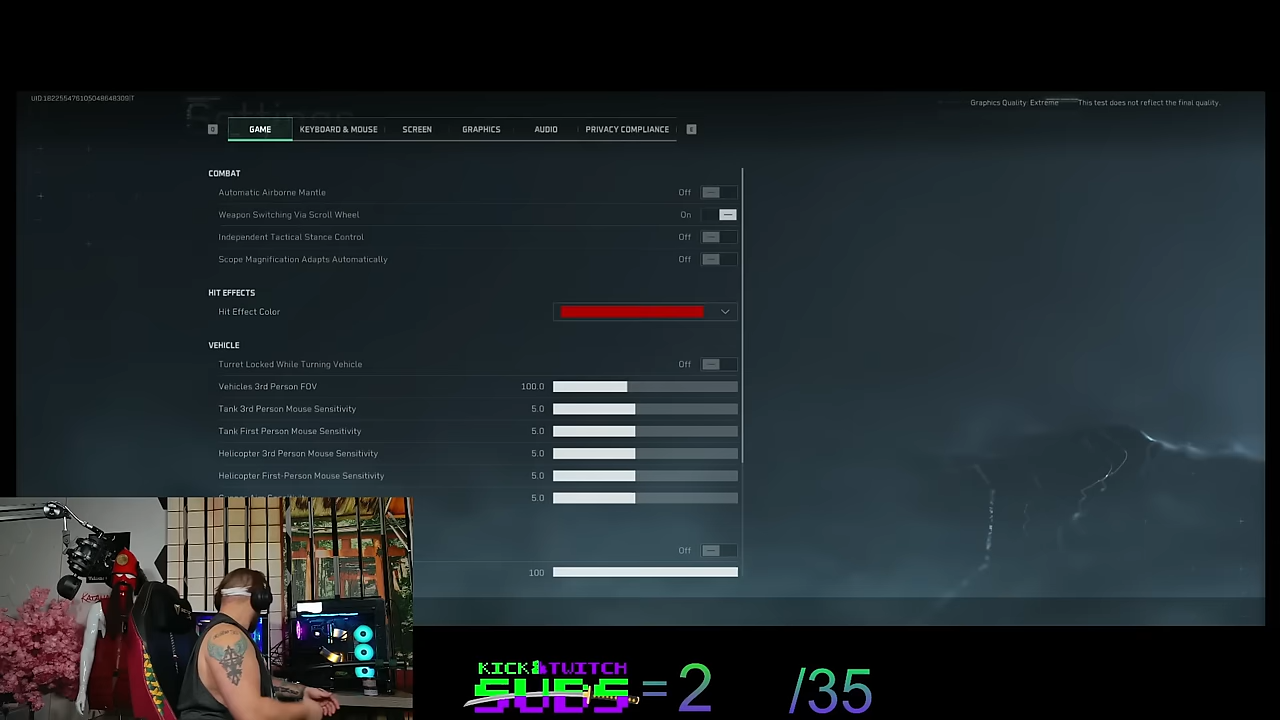 UID:182255476105048648309IT
Graphics Quality: Extreme
This test does not reflect the final quality.
Settings
Q
GAME
KEYBOARD & MOUSE
SCREEN
GRAPHICS
AUDIO
PRIVACY COMPLIANCE
E
COMBAT
Automatic Airborne Mantle Off
Weapon Switching Via Scroll Wheel On
Independent Tactical Stance Control Off
Scope Magnification Adapts Automatically Off
HIT EFFECTS
Hit Effect Color
VEHICLE
Turret Locked While Turning Vehicle Off
Vehicles 3rd Person FOV 100.0
Tank 3rd Person Mouse Sensitivity 5.0
Tank First Person Mouse Sensitivity 5.0
Helicopter 3rd Person Mouse Sensitivity 5.0
Helicopter First-Person Mouse Sensitivity 5.0
5.0
Off
100
KICK TWITCH
SUBS = 2 /35